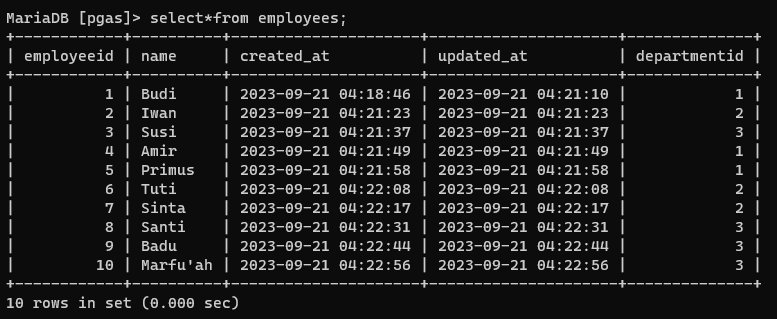 MariaDB [pgas]> select*from employees;
+------------+----------+---------------------+---------------------+--------------+
| employeeid | name     | created_at          | updated_at          | departmentid |
+------------+----------+---------------------+---------------------+--------------+
|          1 | Budi     | 2023-09-21 04:18:46 | 2023-09-21 04:21:10 |            1 |
|          2 | Iwan     | 2023-09-21 04:21:23 | 2023-09-21 04:21:23 |            2 |
|          3 | Susi     | 2023-09-21 04:21:37 | 2023-09-21 04:21:37 |            3 |
|          4 | Amir     | 2023-09-21 04:21:49 | 2023-09-21 04:21:49 |            1 |
|          5 | Primus   | 2023-09-21 04:21:58 | 2023-09-21 04:21:58 |            1 |
|          6 | Tuti     | 2023-09-21 04:22:08 | 2023-09-21 04:22:08 |            2 |
|          7 | Sinta    | 2023-09-21 04:22:17 | 2023-09-21 04:22:17 |            2 |
|          8 | Santi    | 2023-09-21 04:22:31 | 2023-09-21 04:22:31 |            3 |
|          9 | Badu     | 2023-09-21 04:22:44 | 2023-09-21 04:22:44 |            3 |
|         10 | Marfu'ah | 2023-09-21 04:22:56 | 2023-09-21 04:22:56 |            3 |
+------------+----------+---------------------+---------------------+--------------+
10 rows in set (0.000 sec)